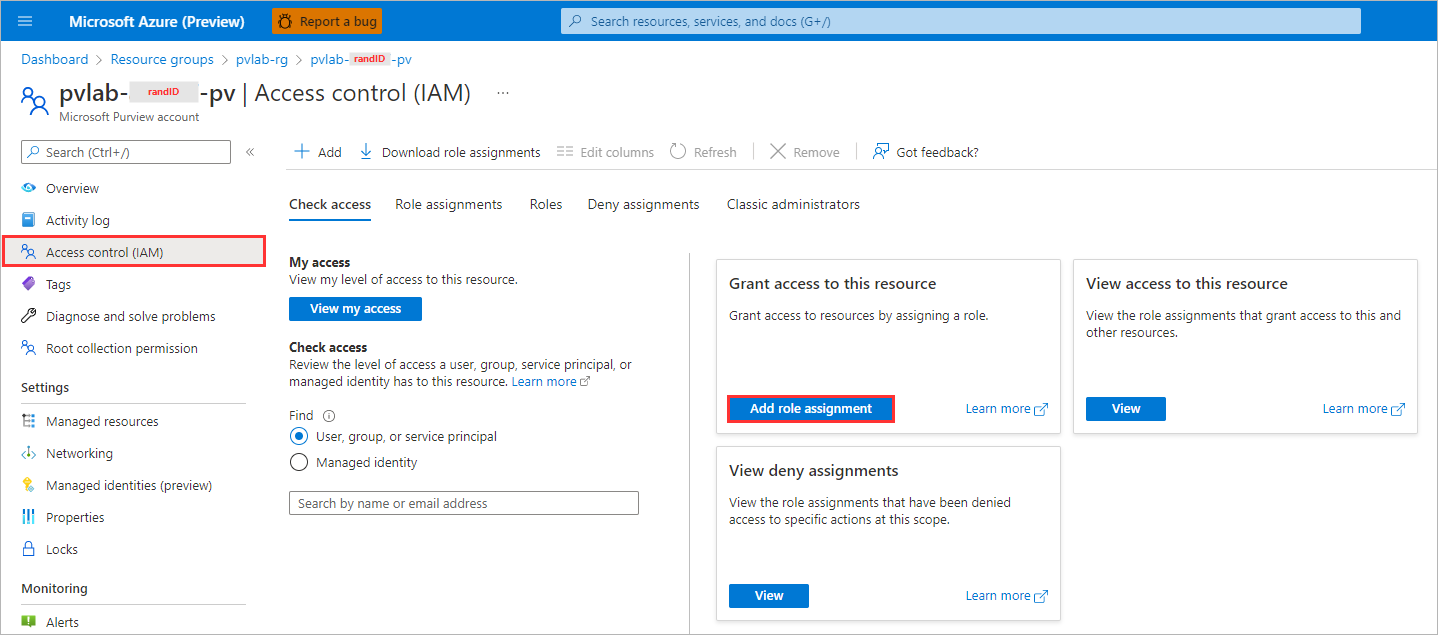 Microsoft Azure (Preview)
Report a bug
Search resources, services, and docs (G+/)
Dashboard > Resource groups > pvlab-rg > pvlab-randID-pv
pvlab-randID-pv | Access control (IAM) ...
Microsoft Purview account
Search (Ctrl+/)
«
Overview
Activity log
Access control (IAM)
Tags
Diagnose and solve problems
Root collection permission
Settings
Managed resources
Networking
Managed identities (preview)
Properties
Locks
Monitoring
Alerts
Add
Download role assignments
Edit columns
Refresh
Remove
Got feedback?
Check access
Role assignments
Roles
Deny assignments
Classic administrators
My access
View my level of access to this resource.
View my access
Check access
Review the level of access a user, group, service principal, or
managed identity has to this resource. Learn more
Find
User, group, or service principal
Managed identity
Search by name or email address
Grant access to this resource
Grant access to resources by assigning a role.
Add role assignment
Learn more
View access to this resource
View the role assignments that grant access to this and
other resources.
View
Learn more
View deny assignments
View the role assignments that have been denied
access to specific actions at this scope.
View
Learn more